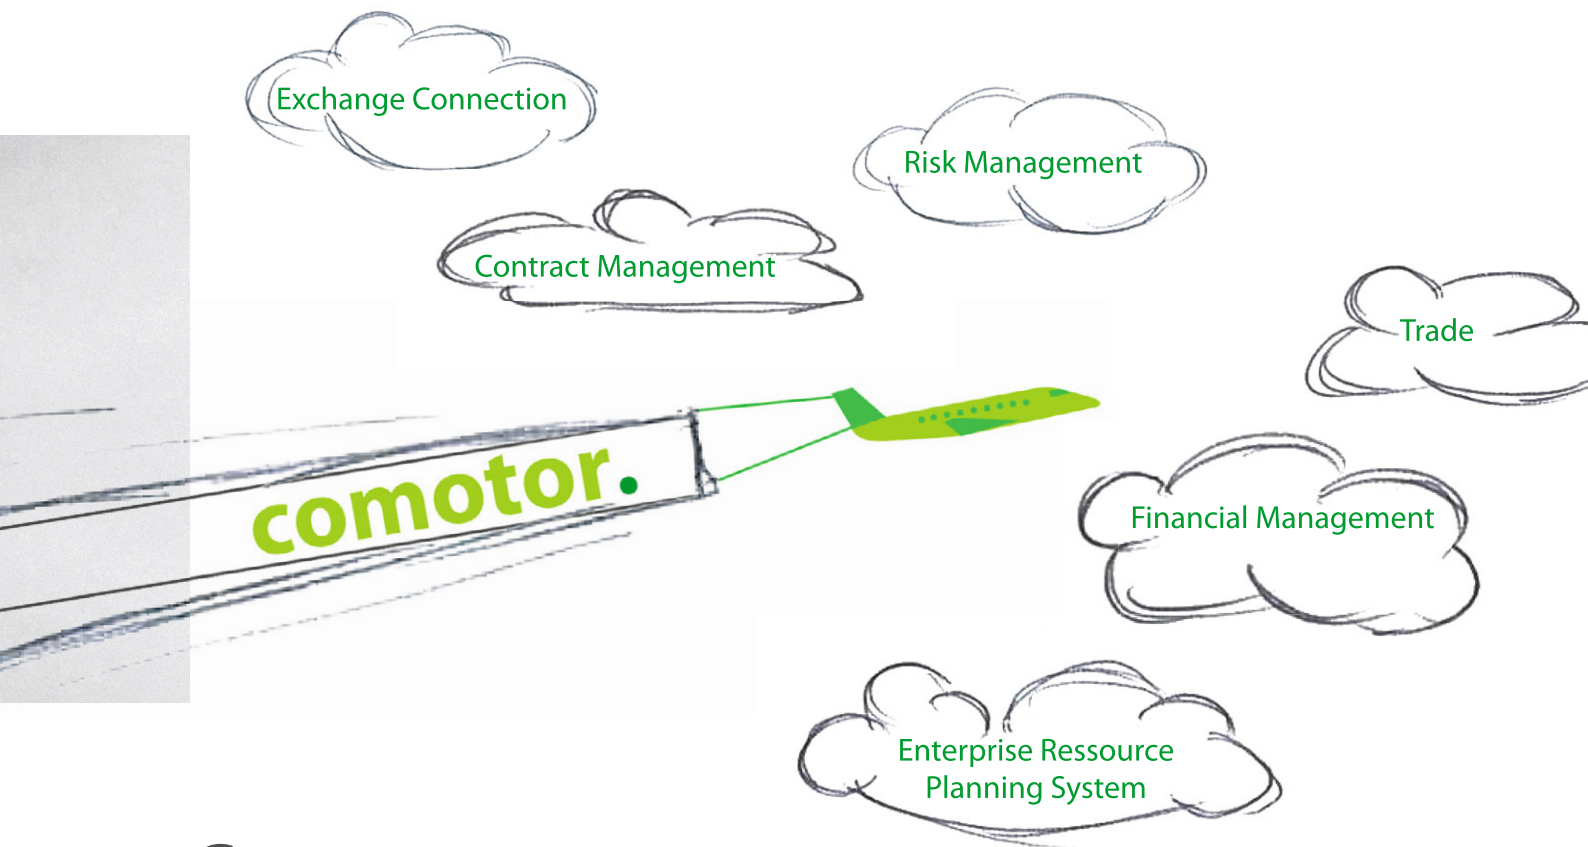 Exchange Connection
Risk Management
Contract Management
Trade
comotor.
Financial Management
Enterprise Ressource
Planning System